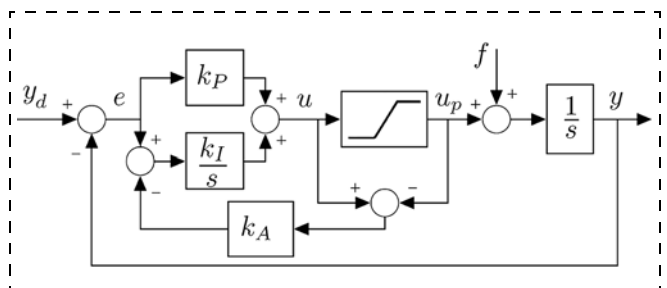 f
y_d + e k_P + u u_p + + 1/s y
- + k_I/s +
- + -
k_A